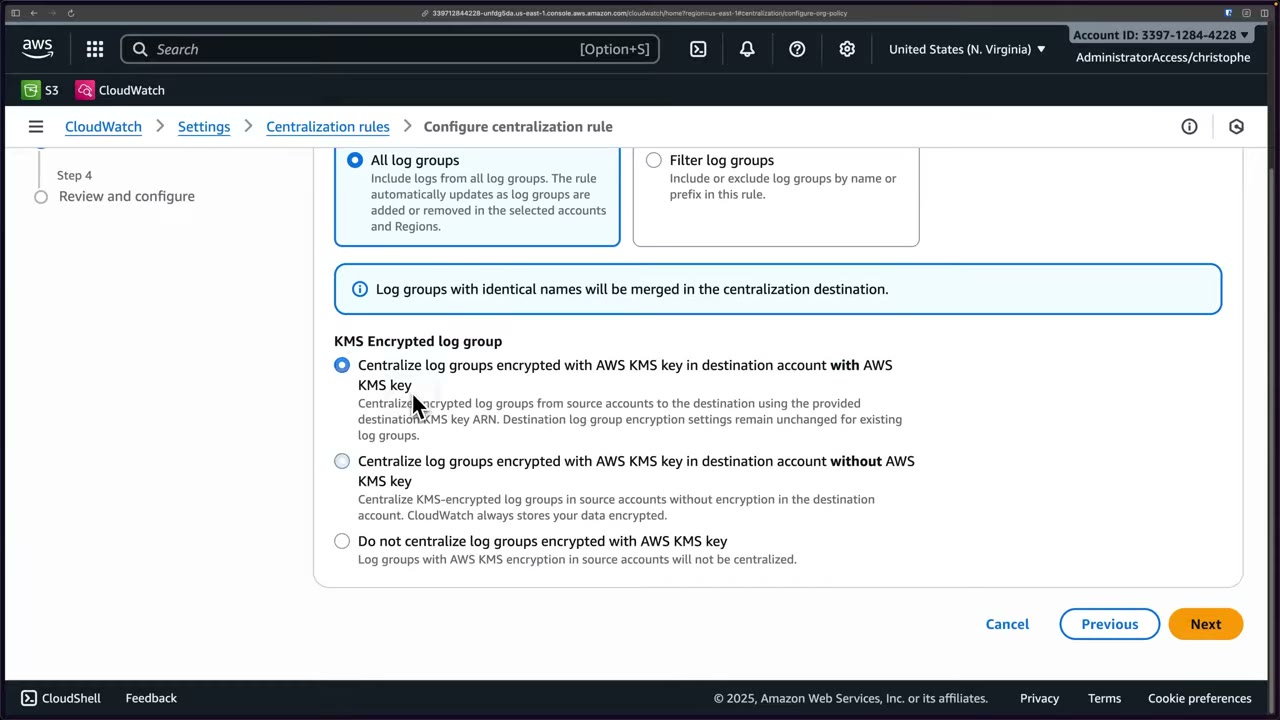 339712844228-unfdg5da.us-east-1.console.aws.amazon.com/cloudwatch/home?region=us-east-1#centralization/configure-org-policy
aws
Search [Option+S]
United States (N. Virginia)
Account ID: 3397-1284-4228
AdministratorAccess/christophe
S3 CloudWatch
CloudWatch Settings Centralization rules Configure centralization rule
Step 4
Review and configure
All log groups
Include logs from all log groups. The rule
automatically updates as log groups are
added or removed in the selected accounts
and Regions.
Filter log groups
Include or exclude log groups by name or
prefix in this rule.
Log groups with identical names will be merged in the centralization destination.
KMS Encrypted log group
Centralize log groups encrypted with AWS KMS key in destination account with AWS
KMS key
Centralize encrypted log groups from source accounts to the destination using the provided
destination KMS key ARN. Destination log group encryption settings remain unchanged for existing
log groups.
Centralize log groups encrypted with AWS KMS key in destination account without AWS
KMS key
Centralize KMS-encrypted log groups in source accounts without encryption in the destination
account. CloudWatch always stores your data encrypted.
Do not centralize log groups encrypted with AWS KMS key
Log groups with AWS KMS encryption in source accounts will not be centralized.
Cancel Previous Next
CloudShell Feedback © 2025, Amazon Web Services, Inc. or its affiliates. Privacy Terms Cookie preferences